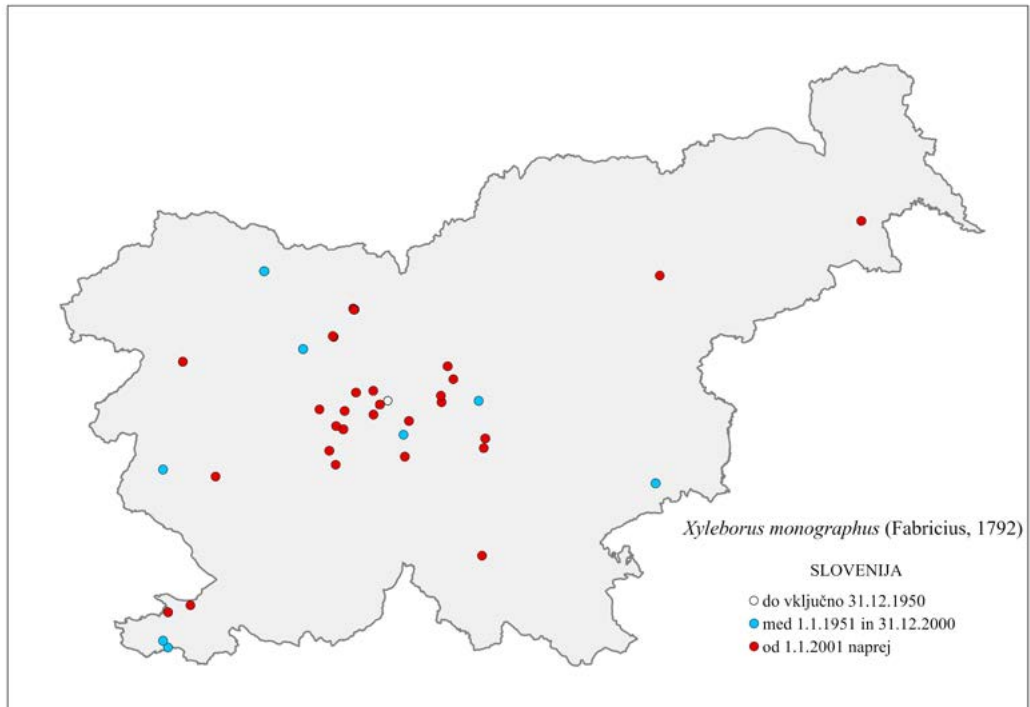 Xyleborus monographus (Fabricius, 1792)
SLOVENIJA
do vključno 31.12.1950
med 1.1.1951 in 31.12.2000
od 1.1.2001 naprej